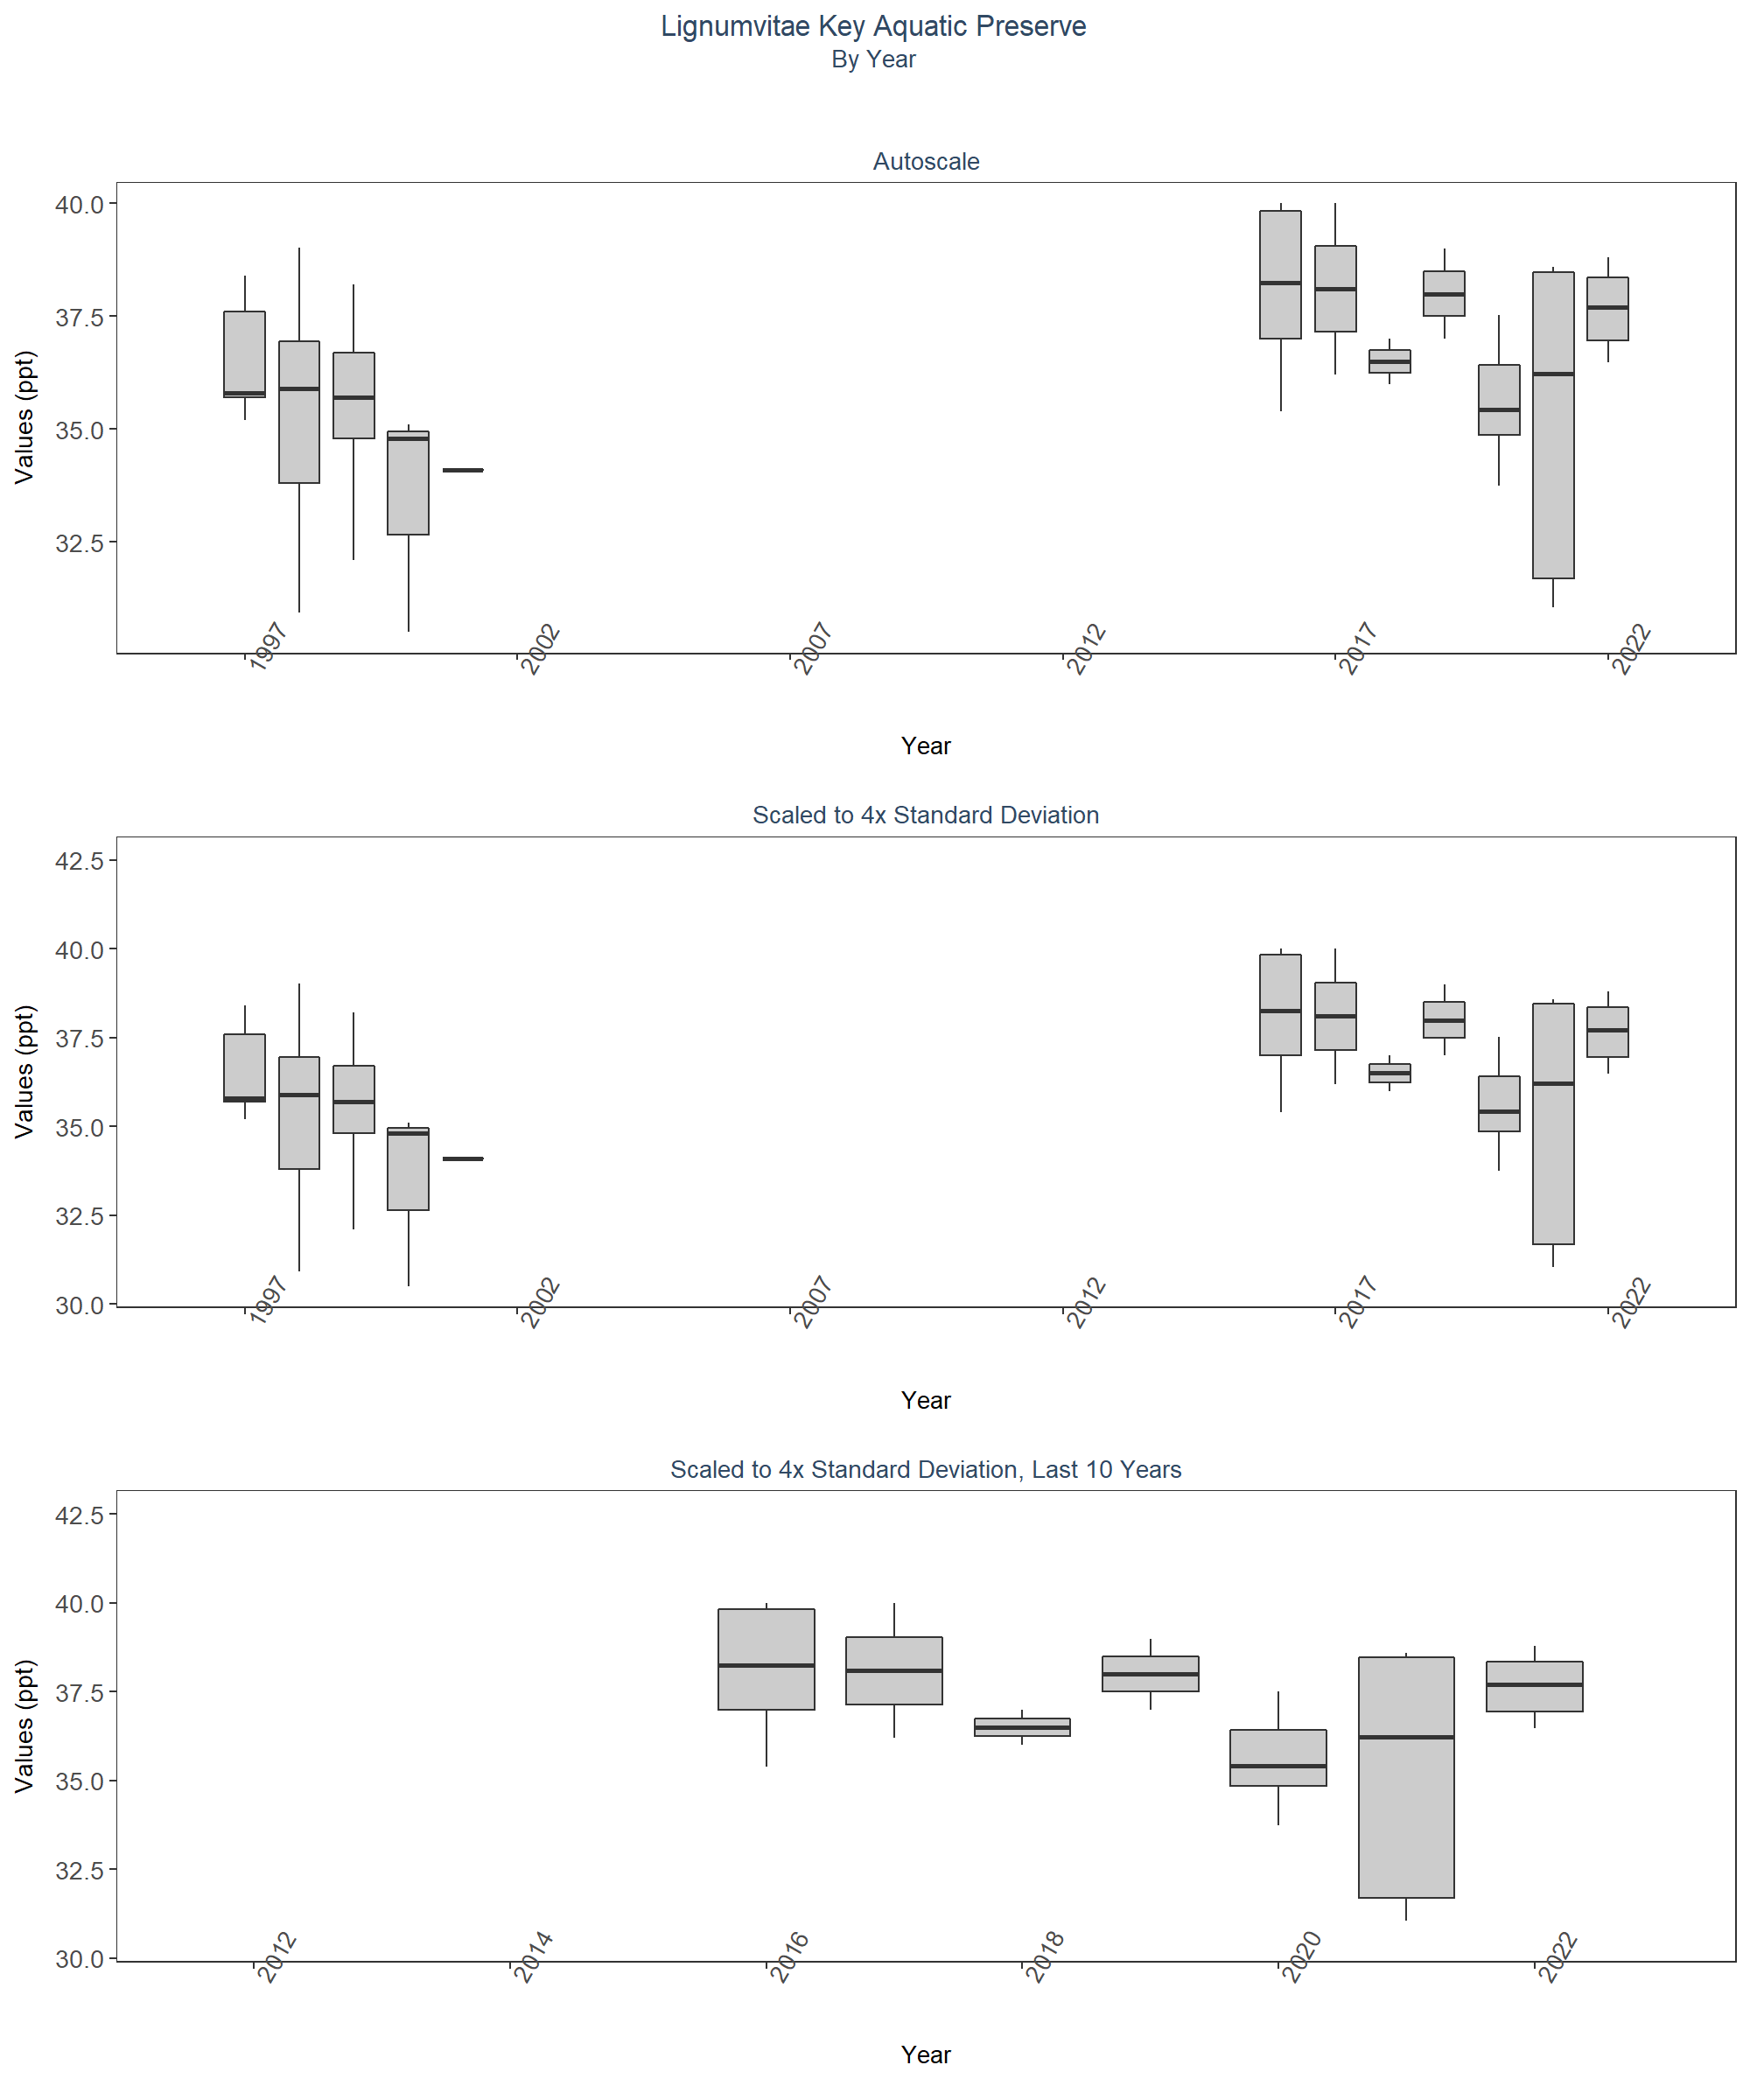 Lignumvitae Key Aquatic Preserve
By Year
Autoscale
40.0
37.5
35.0
32.5
Values (ppt)
1997 2002 2007 2012 2017 2022
Year
Scaled to 4x Standard Deviation
42.5
40.0
37.5
35.0
32.5
30.0
Values (ppt)
1997 2002 2007 2012 2017 2022
Year
Scaled to 4x Standard Deviation, Last 10 Years
42.5
40.0
37.5
35.0
32.5
30.0
Values (ppt)
2012 2014 2016 2018 2020 2022
Year